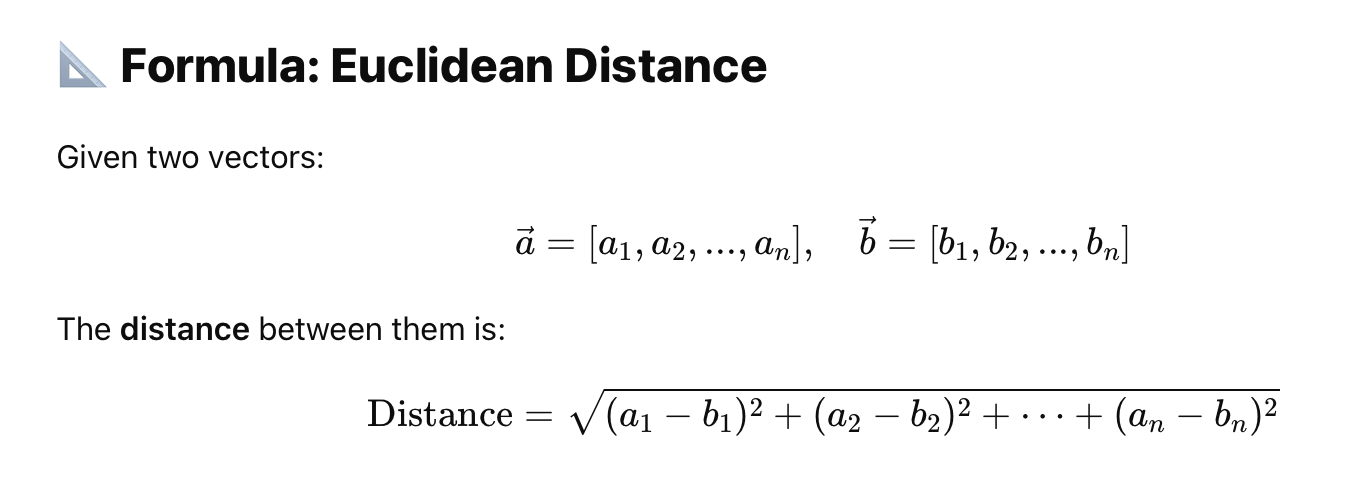 📐 Formula: Euclidean Distance
Given two vectors:
$\vec{a} = [a_1, a_2, ..., a_n], \quad \vec{b} = [b_1, b_2, ..., b_n]$
The distance between them is:
$\text{Distance} = \sqrt{(a_1 - b_1)^2 + (a_2 - b_2)^2 + \cdots + (a_n - b_n)^2}$